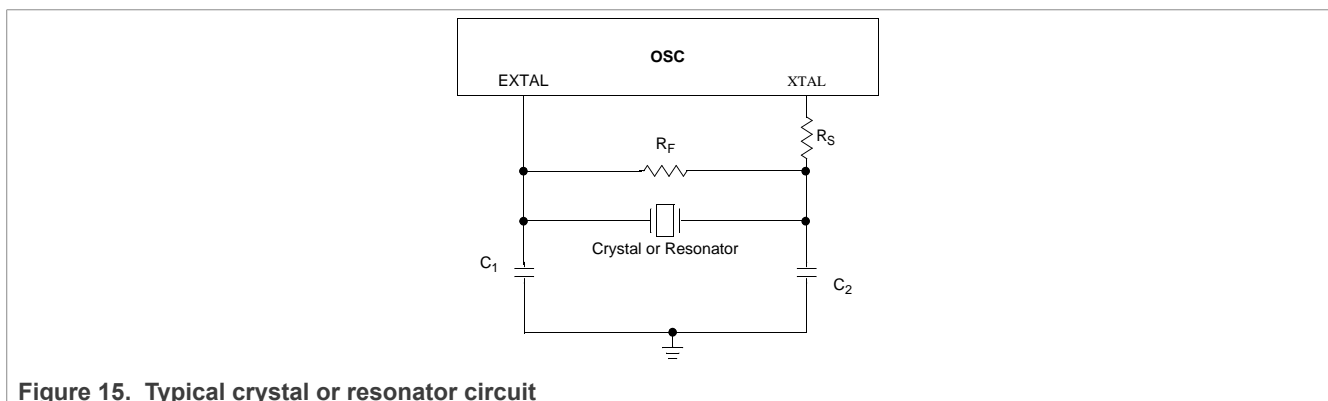 OSC
EXTAL
XTAL
R_S
R_F
Crystal or Resonator
C_1
C_2
Figure 15. Typical crystal or resonator circuit